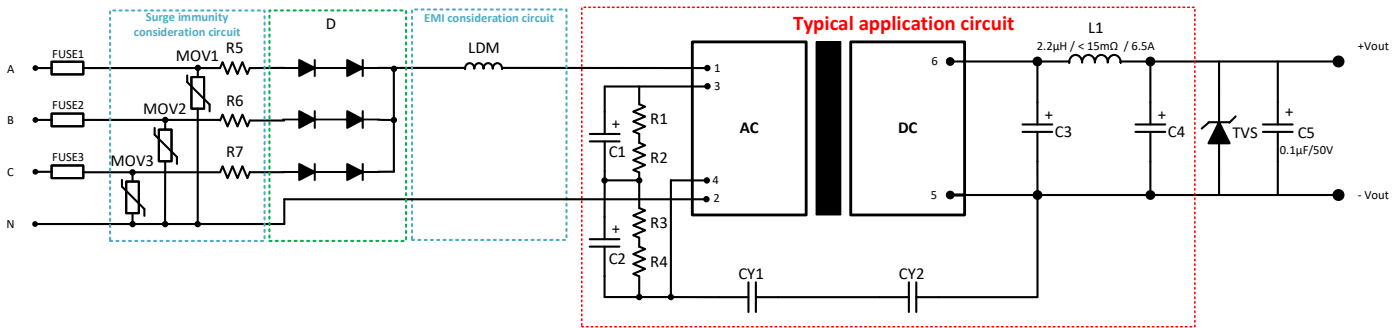 Surge immunity
consideration circuit
D
EMI consideration circuit
Typical application circuit
FUSE1
MOV1
R5
LDM
L1
2.2µH / < 15mΩ / 6.5A
+Vout
A
1
6
3
FUSE2
MOV2
R6
R1
AC
DC
C3
C4
TVS
C5
0.1µF/50V
B
+
+
+
+
C1
R2
FUSE3
MOV3
R7
C
4
5
- Vout
2
N
+
R3
C2
R4
CY1
CY2